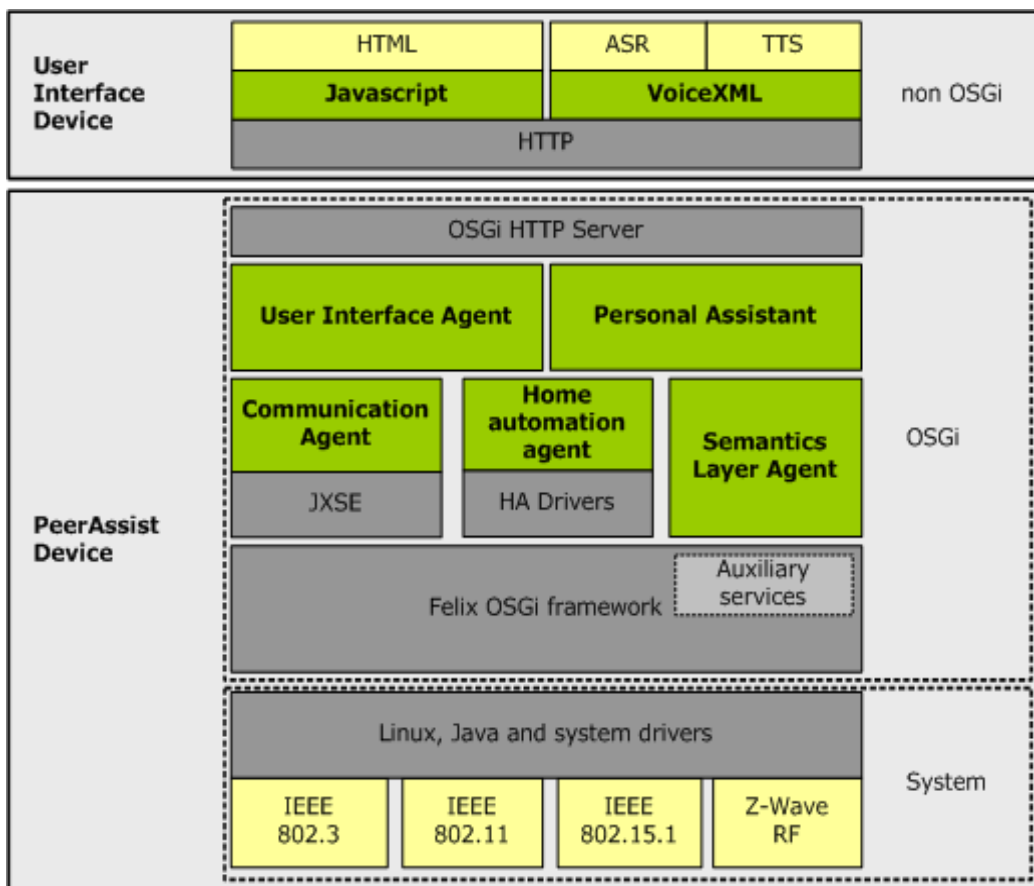 User
Interface
Device
HTML
ASR
TTS
Javascript
VoiceXML
HTTP
non OSGi
PeerAssist
Device
OSGi HTTP Server
User Interface Agent
Personal Assistant
Communication
Agent
JXSE
Home
automation
agent
HA Drivers
Semantics
Layer Agent
OSGi
Felix OSGi framework
Auxiliary
services
Linux, Java and system drivers
IEEE
802.3
IEEE
802.11
IEEE
802.15.1
Z-Wave
RF
System